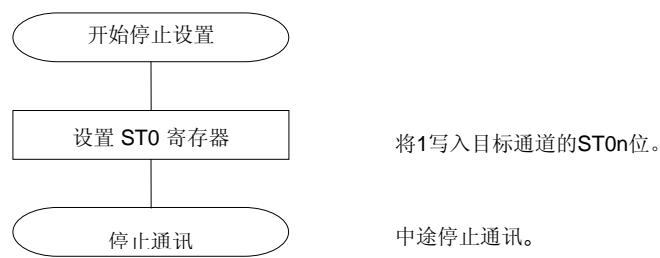 开始停止设置
设置 ST0 寄存器
将1写入目标通道的ST0n位。
停止通讯
中途停止通讯。